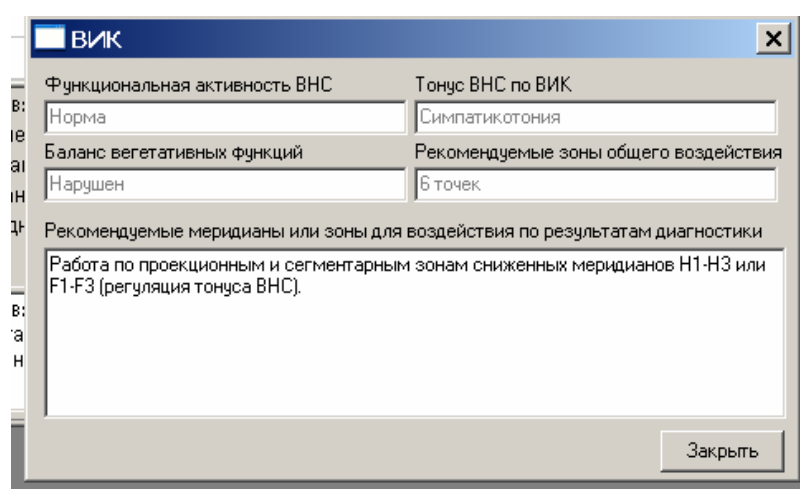 ВИК
Функциональная активность ВНС
Тонус ВНС по ВИК
Норма
Симпатикотония
Баланс вегетативных функций
Рекомендуемые зоны общего воздействия
Нарушен
6 точек
Рекомендуемые меридианы или зоны для воздействия по результатам диагностики
Работа по проекционным и сегментарным зонам сниженных меридианов H1-H3 или
F1-F3 (регуляция тонуса ВНС).
Закрыть